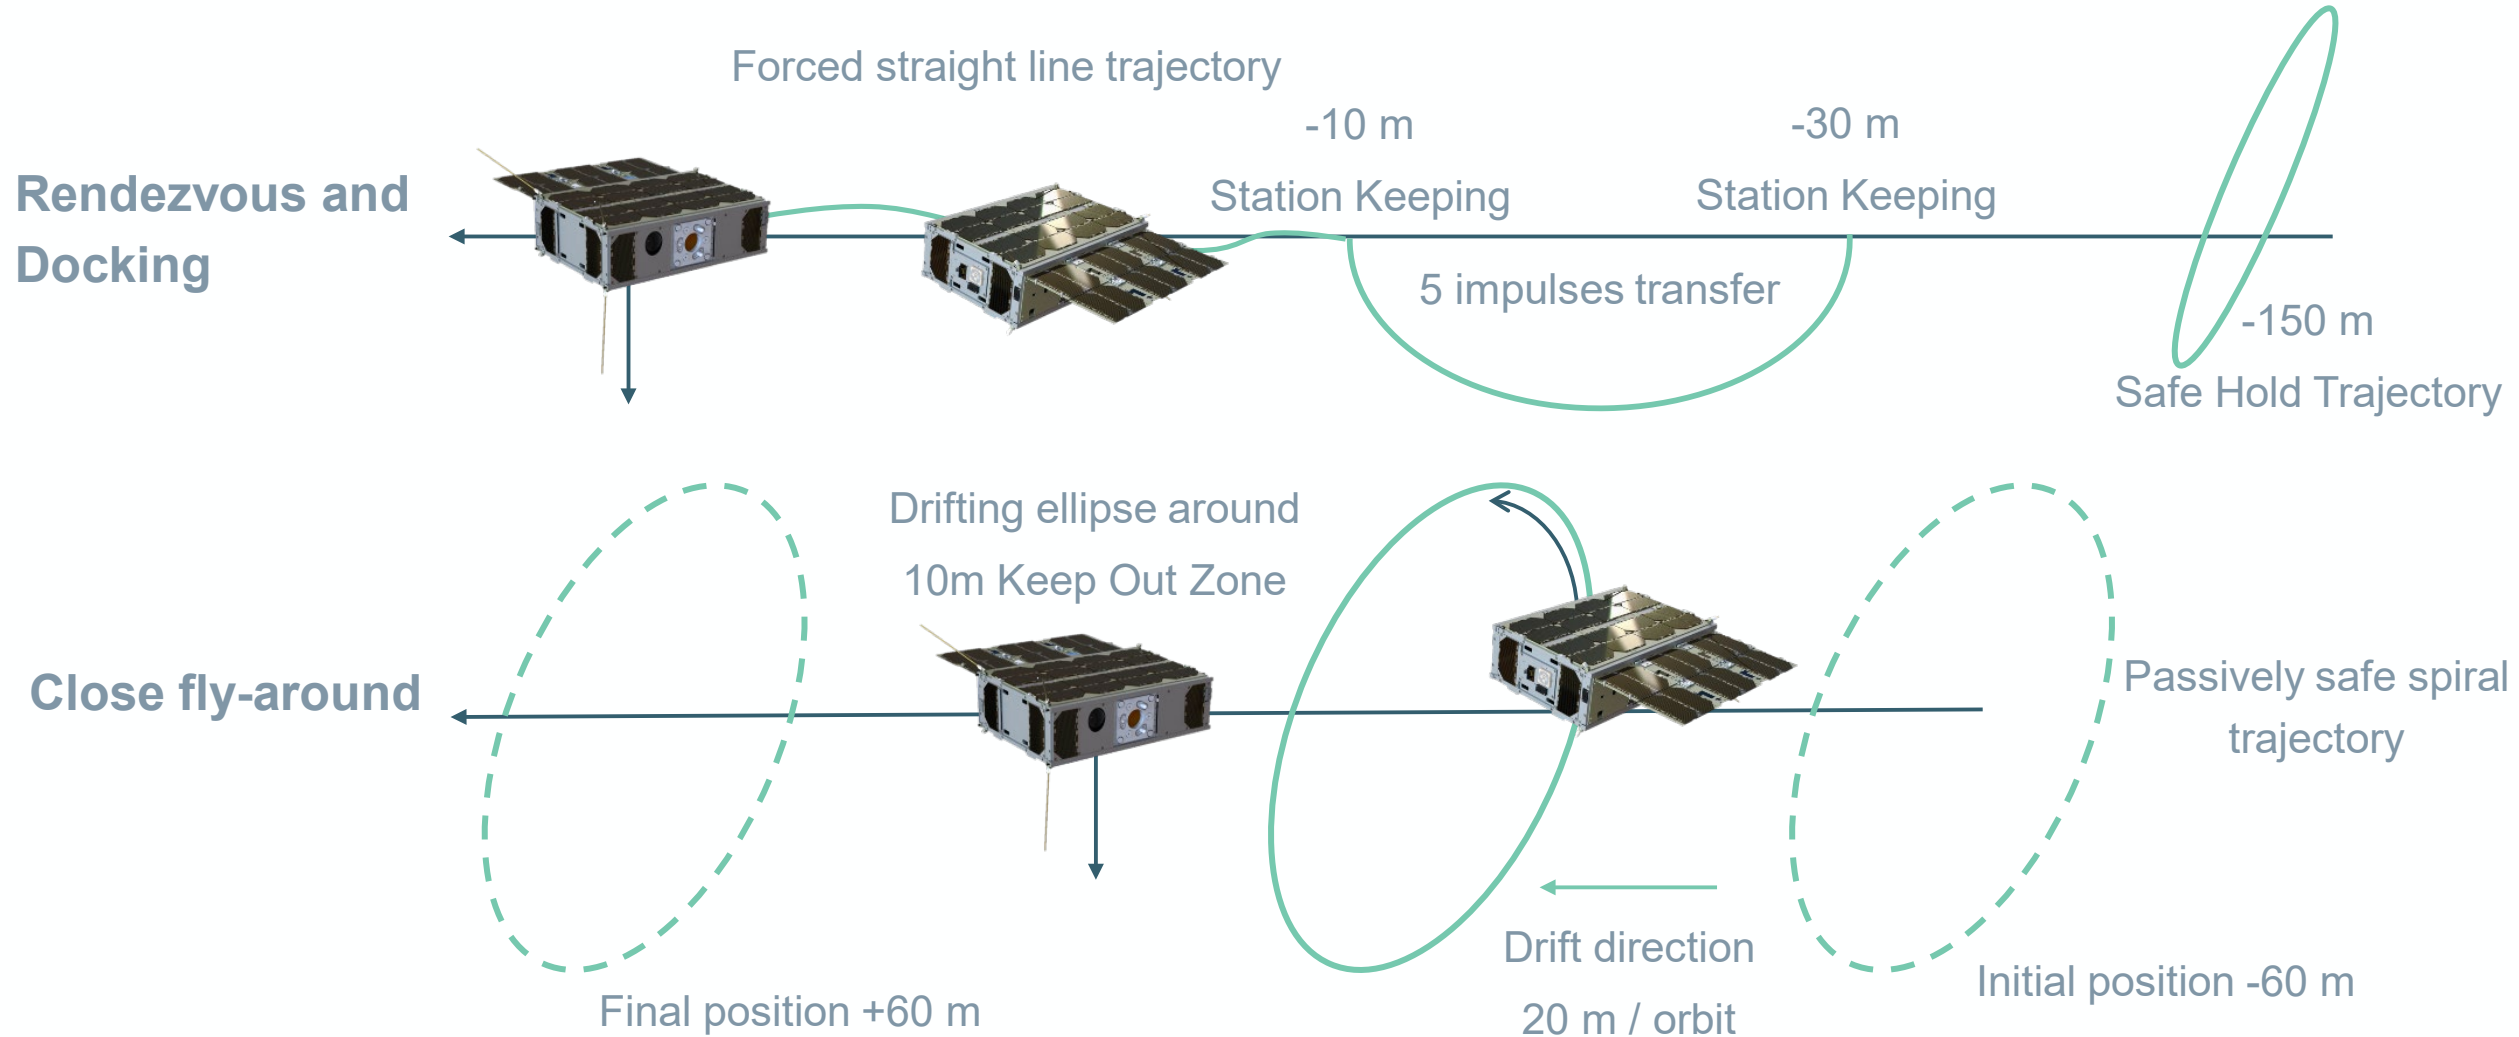 Forced straight line trajectory
-10 m
Station Keeping
-30 m
Station Keeping
Rendezvous and
Docking
5 impulses transfer
-150 m
Safe Hold Trajectory
Drifting ellipse around
10m Keep Out Zone
Close fly-around
Passively safe spiral
trajectory
Drift direction
20 m / orbit
Initial position -60 m
Final position +60 m